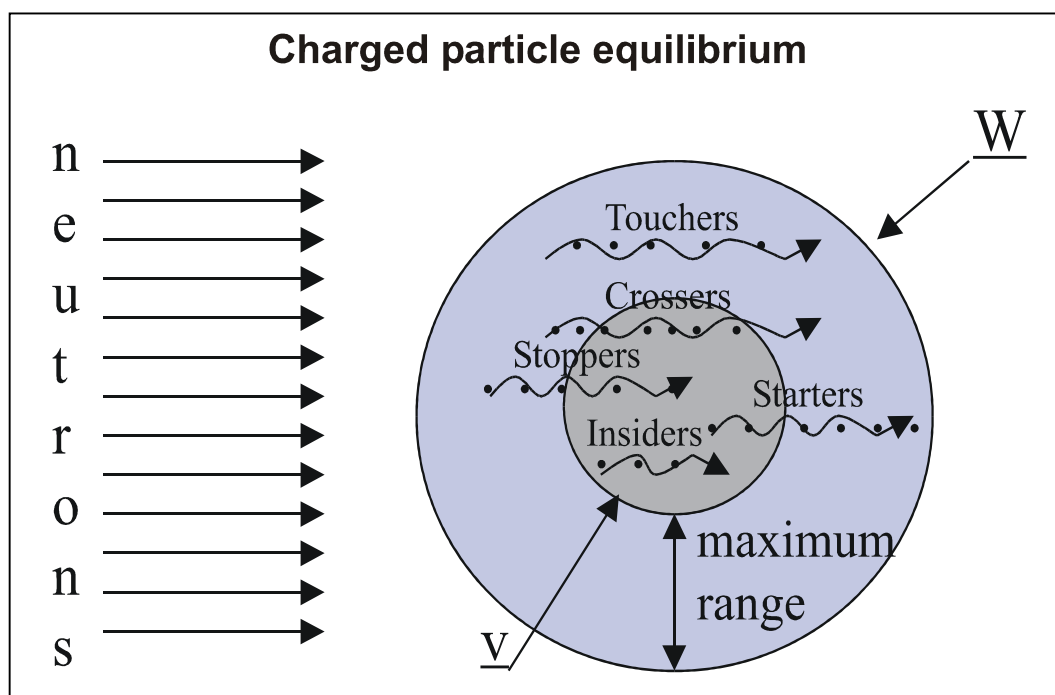 Charged particle equilibrium
n
e
u
t
r
o
n
s
W
Touchers
Crossers
Stoppers
Starters
Insiders
maximum
range
v